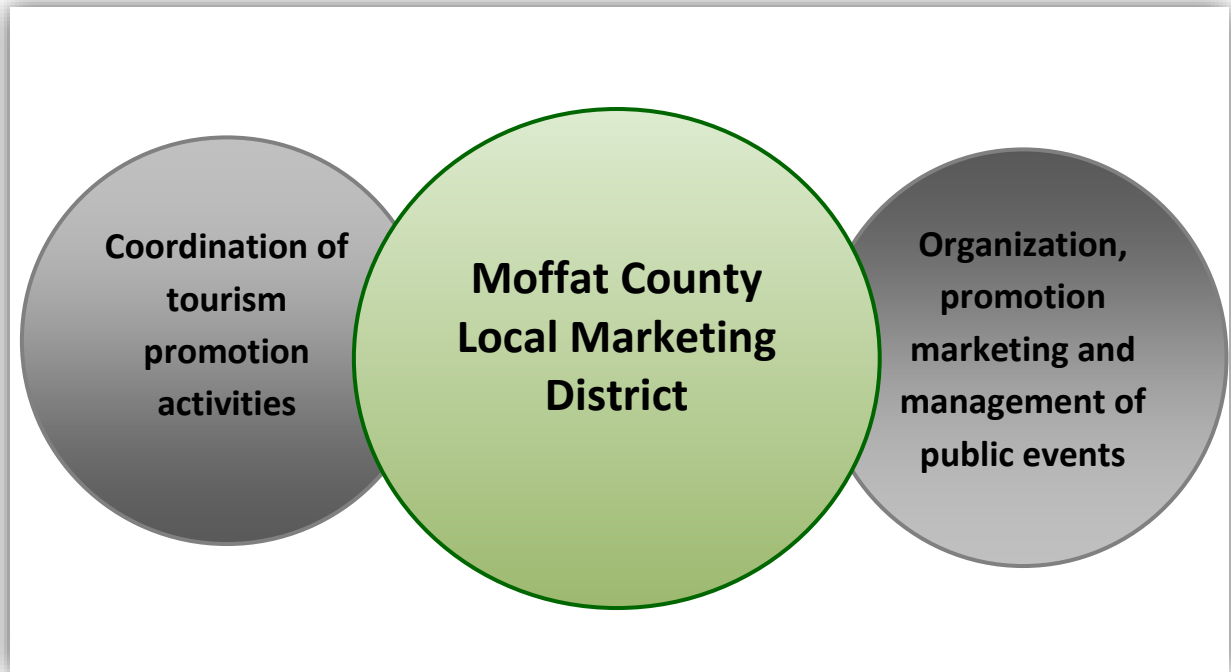 Coordination of
tourism
promotion
activities
Moffat County
Local Marketing
District
Organization,
promotion
marketing and
management of
public events